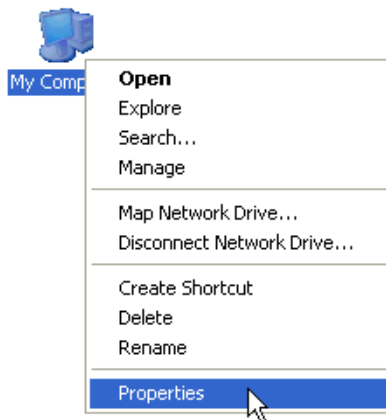 My Comp
Open
Explore
Search...
Manage
Map Network Drive...
Disconnect Network Drive...
Create Shortcut
Delete
Rename
Properties